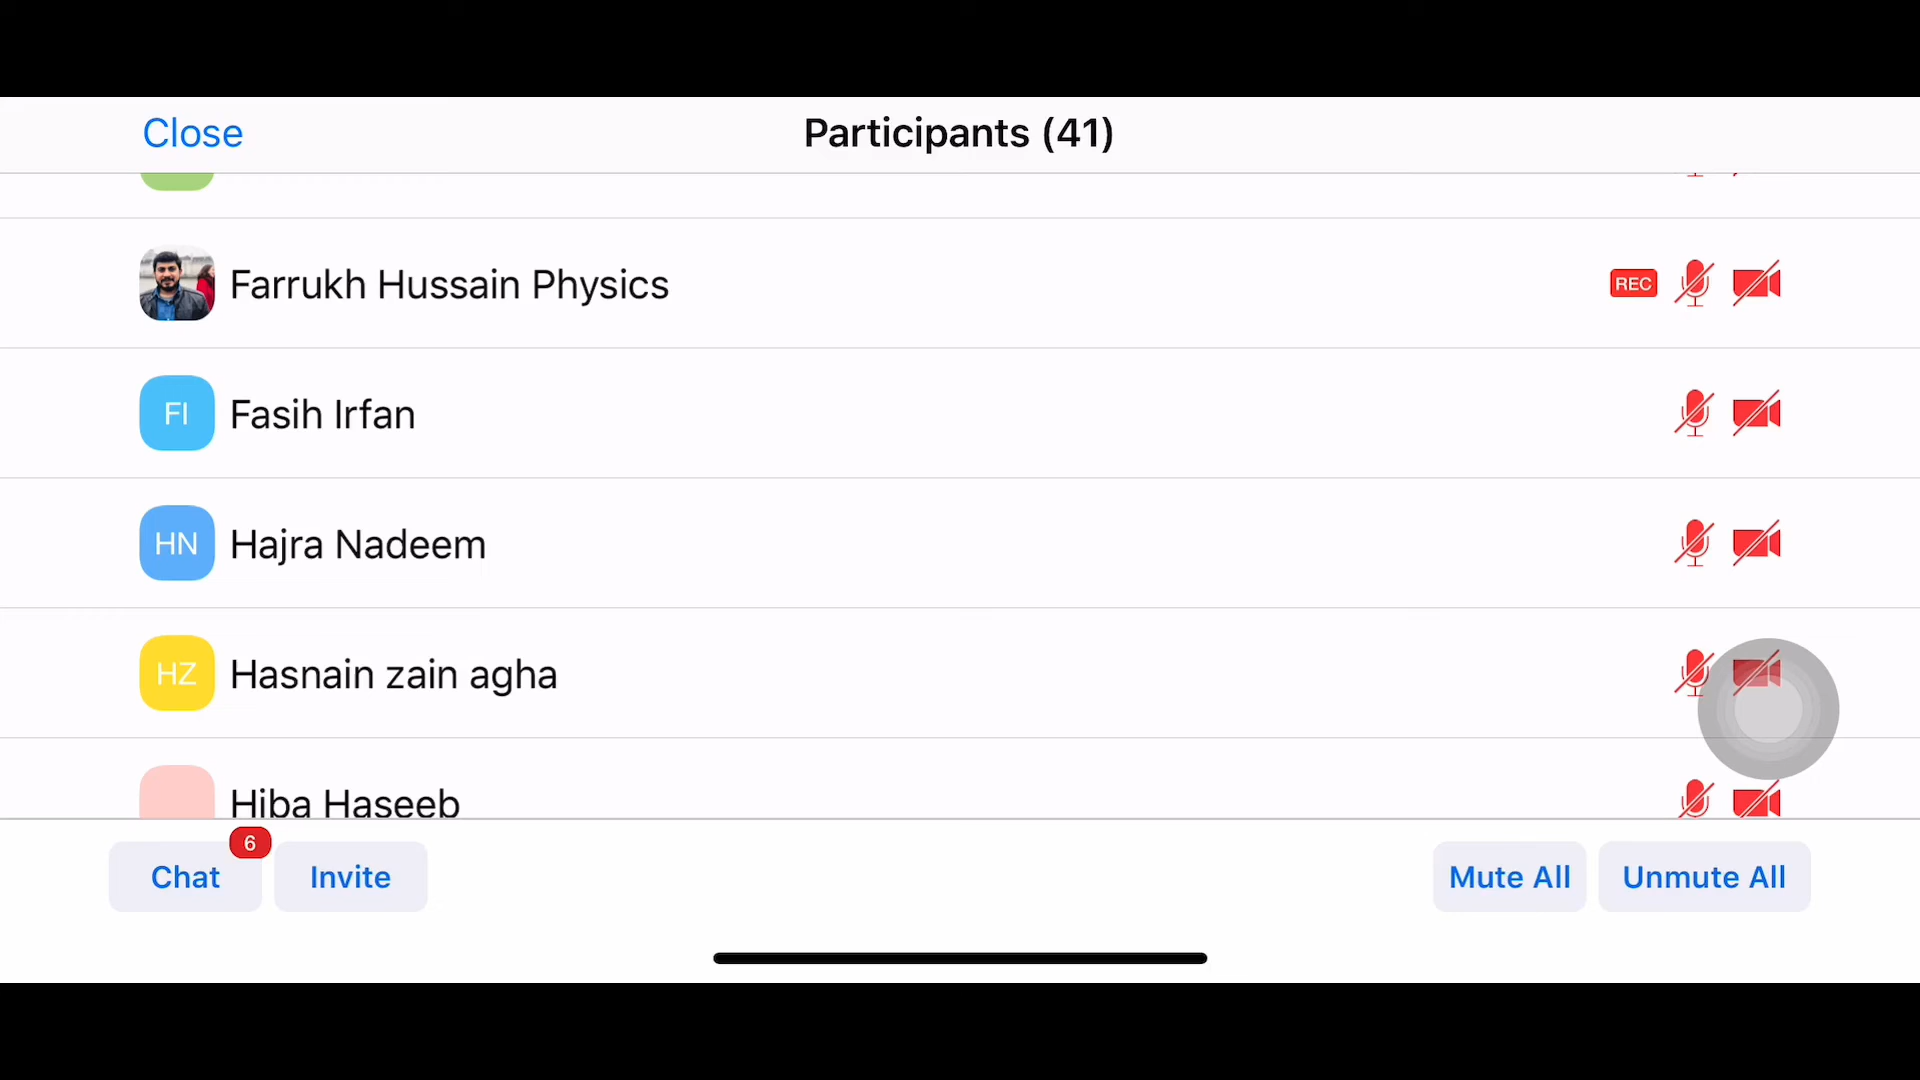 Close
Participants (41)
Farrukh Hussain Physics
REC
FI
Fasih Irfan
HN
Hajra Nadeem
HZ
Hasnain zain agha
Hiba Haseeb
6
Chat
Invite
Mute All
Unmute All